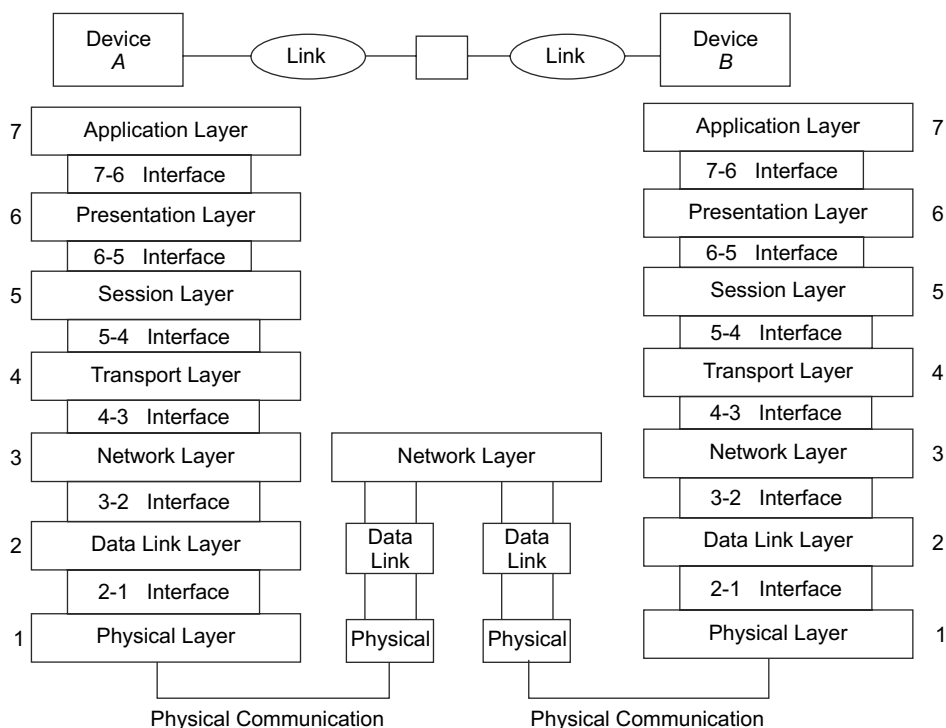 Device
A
Link
Link
Device
B
7 Application Layer
7-6 Interface
6 Presentation Layer
6-5 Interface
5 Session Layer
5-4 Interface
4 Transport Layer
4-3 Interface
3 Network Layer
3-2 Interface
2 Data Link Layer
2-1 Interface
1 Physical Layer
Network Layer
Data
Link
Data
Link
Physical
Physical
Application Layer 7
7-6 Interface
Presentation Layer 6
6-5 Interface
Session Layer 5
5-4 Interface
Transport Layer 4
4-3 Interface
Network Layer 3
3-2 Interface
Data Link Layer 2
2-1 Interface
Physical Layer 1
Physical Communication
Physical Communication